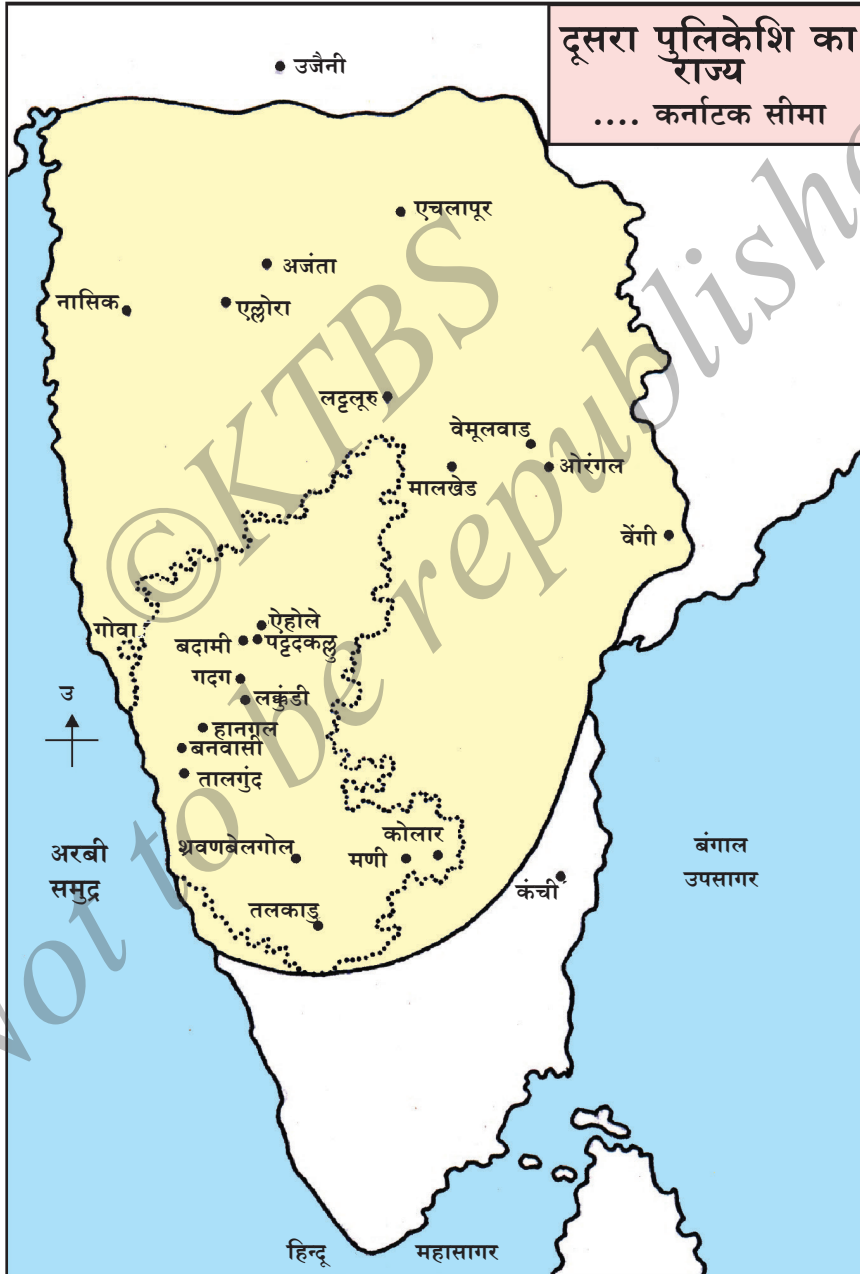 दूसरा पुलिकेशि का
राज्य
.... कर्नाटक सीमा
उजैनी
एचलापूर
अजंता
नासिक
एल्लोरा
लट्टलूरु
वेमूलवाड
मालखेड
ओरंगल
वेंगी
गोवा
ऐहोले
बदामी
पट्टदकल्लु
गदग
लक्कुंडी
उ
हानगल
बनवासी
तालगुंद
अरबी
समुद्र
श्रवणबेलगोल
मणी
कोलार
कंची
बंगाल
उपसागर
तलकाडु
हिन्दू महासागर
©KTBS
Not to be republishe